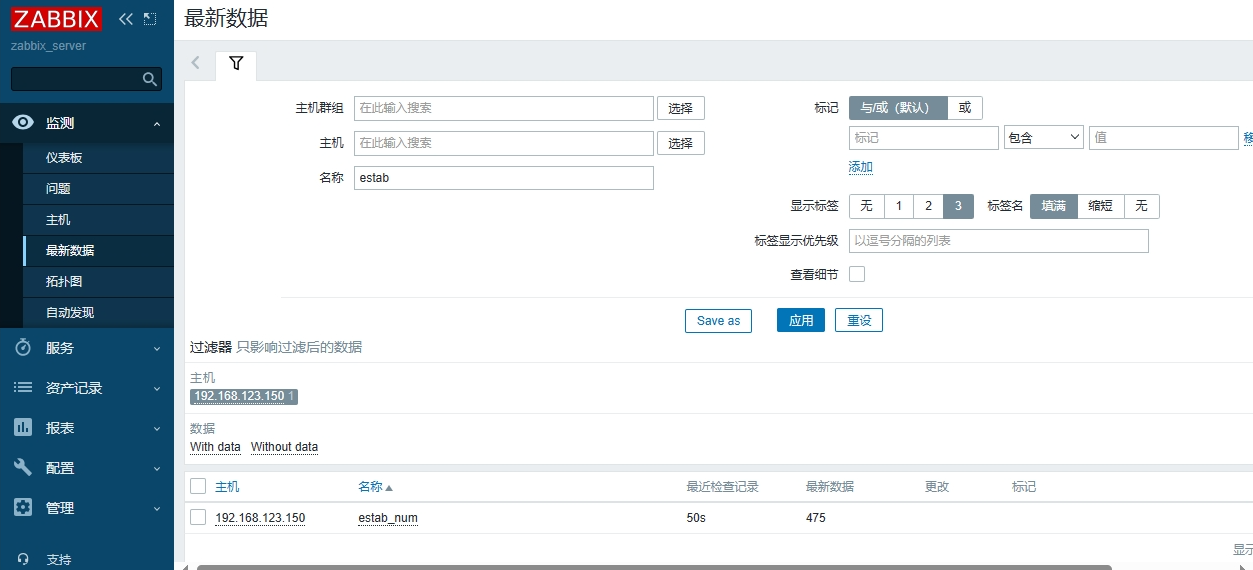 ZABBIX
zabbix_server
监测
仪表板
问题
主机
最新数据
拓扑图
自动发现
服务
资产记录
报表
配置
管理
支持
最新数据
主机群组 在此输入搜索 选择 标记 与/或（默认） 或
主机 在此输入搜索 选择 标记 包含 值 移
名称 estab
添加
显示标签 无 1 2 3 标签名 填满 缩短 无
标签显示优先级 以逗号分隔的列表
查看细节
Save as 应用 重设
过滤器 只影响过滤后的数据
主机
192.168.123.150 1
数据
With data Without data
主机 名称 最近检查记录 最新数据 更改 标记
192.168.123.150 estab_num 50s 475
显示